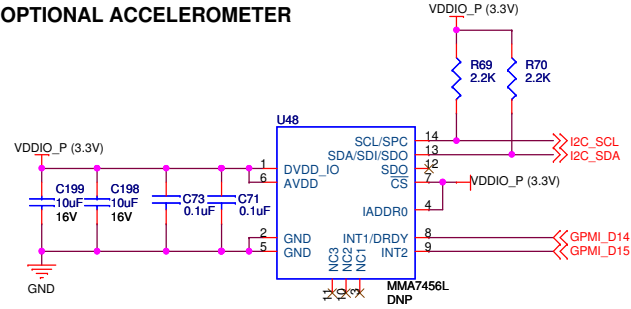 OPTIONAL ACCELEROMETER
VDDIO_P (3.3V)
R69
2.2K
R70
2.2K
U48
VDDIO_P (3.3V)
C199
10uF
16V
C198
10uF
16V
C73
0.1uF
C71
0.1uF
GND
1 DVDD_IO
6 AVDD
2 GND
5 GND
SCL/SPC 14
SDA/SDI/SDO 13
SDO 12
CS 7
IADDR0 4
INT1/DRDY 8
INT2 9
NC3 11
NC2 10
NC1 3
I2C_SCL
I2C_SDA
VDDIO_P (3.3V)
GPMI_D14
GPMI_D15
MMA7456L
DNP